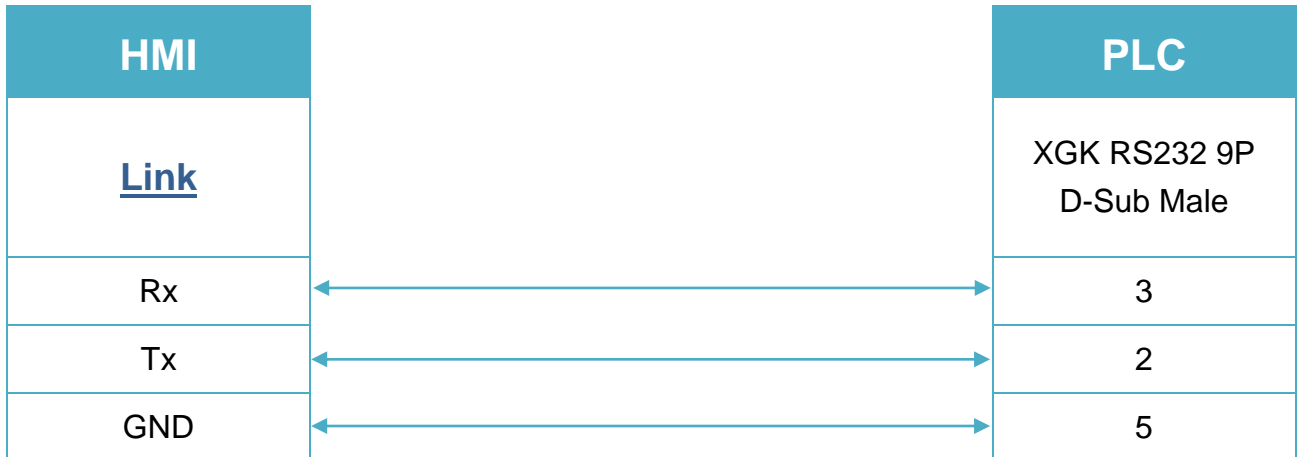 HMI
PLC
Link
XGK RS232 9P
D-Sub Male
Rx
3
Tx
2
GND
5